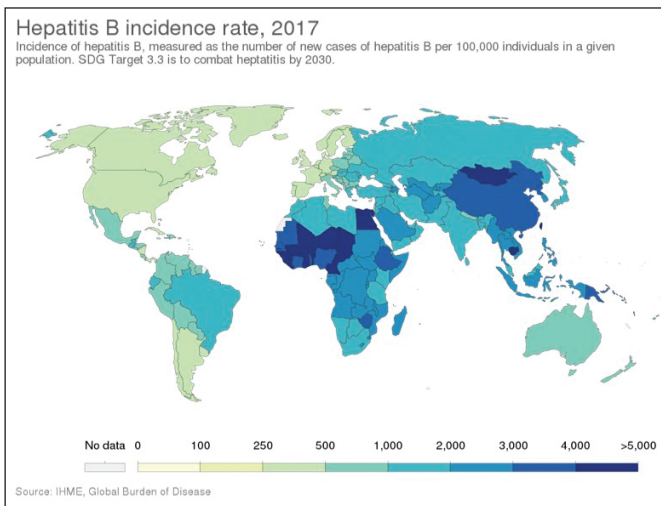 Hepatitis B incidence rate, 2017
Incidence of hepatitis B, measured as the number of new cases of hepatitis B per 100,000 individuals in a given
population. SDG Target 3.3 is to combat heptatitis by 2030.
No data 0 100 250 500 1,000 2,000 3,000 4,000 >5,000
Source: IHME, Global Burden of Disease